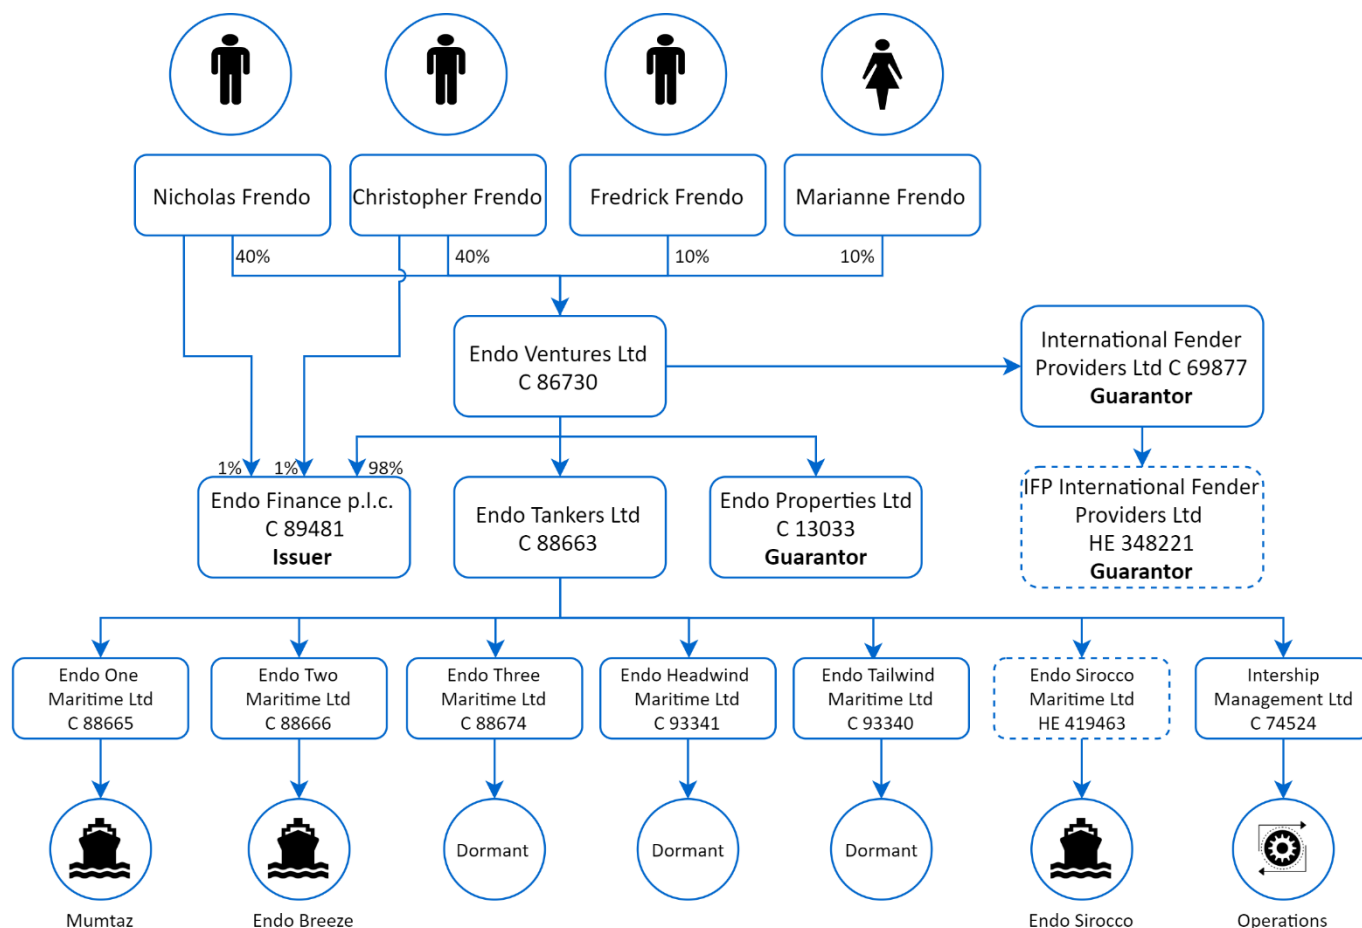 Nicholas Frendo
Christopher Frendo
Fredrick Frendo
Marianne Frendo
40%
40%
10%
10%
Endo Ventures Ltd
C 86730
International Fender
Providers Ltd C 69877
Guarantor
1%
1%
98%
Endo Finance p.l.c.
C 89481
Issuer
Endo Tankers Ltd
C 88663
Endo Properties Ltd
C 13033
Guarantor
IFP International Fender
Providers Ltd
HE 348221
Guarantor
Endo One
Maritime Ltd
C 88665
Endo Two
Maritime Ltd
C 88666
Endo Three
Maritime Ltd
C 88674
Endo Headwind
Maritime Ltd
C 93341
Endo Tailwind
Maritime Ltd
C 93340
Endo Sirocco
Maritime Ltd
HE 419463
Intership
Management Ltd
C 74524
Dormant
Dormant
Dormant
Mumtaz
Endo Breeze
Endo Sirocco
Operations